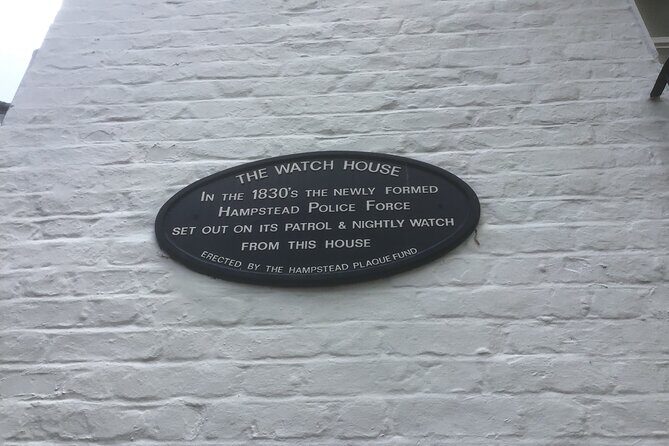 THE WATCH HOUSE
IN THE 1830'S THE NEWLY FORMED
HAMPSTEAD POLICE FORCE
SET OUT ON ITS PATROL & NIGHTLY WATCH
FROM THIS HOUSE
ERECTED BY THE HAMPSTEAD PLAQUE FUND